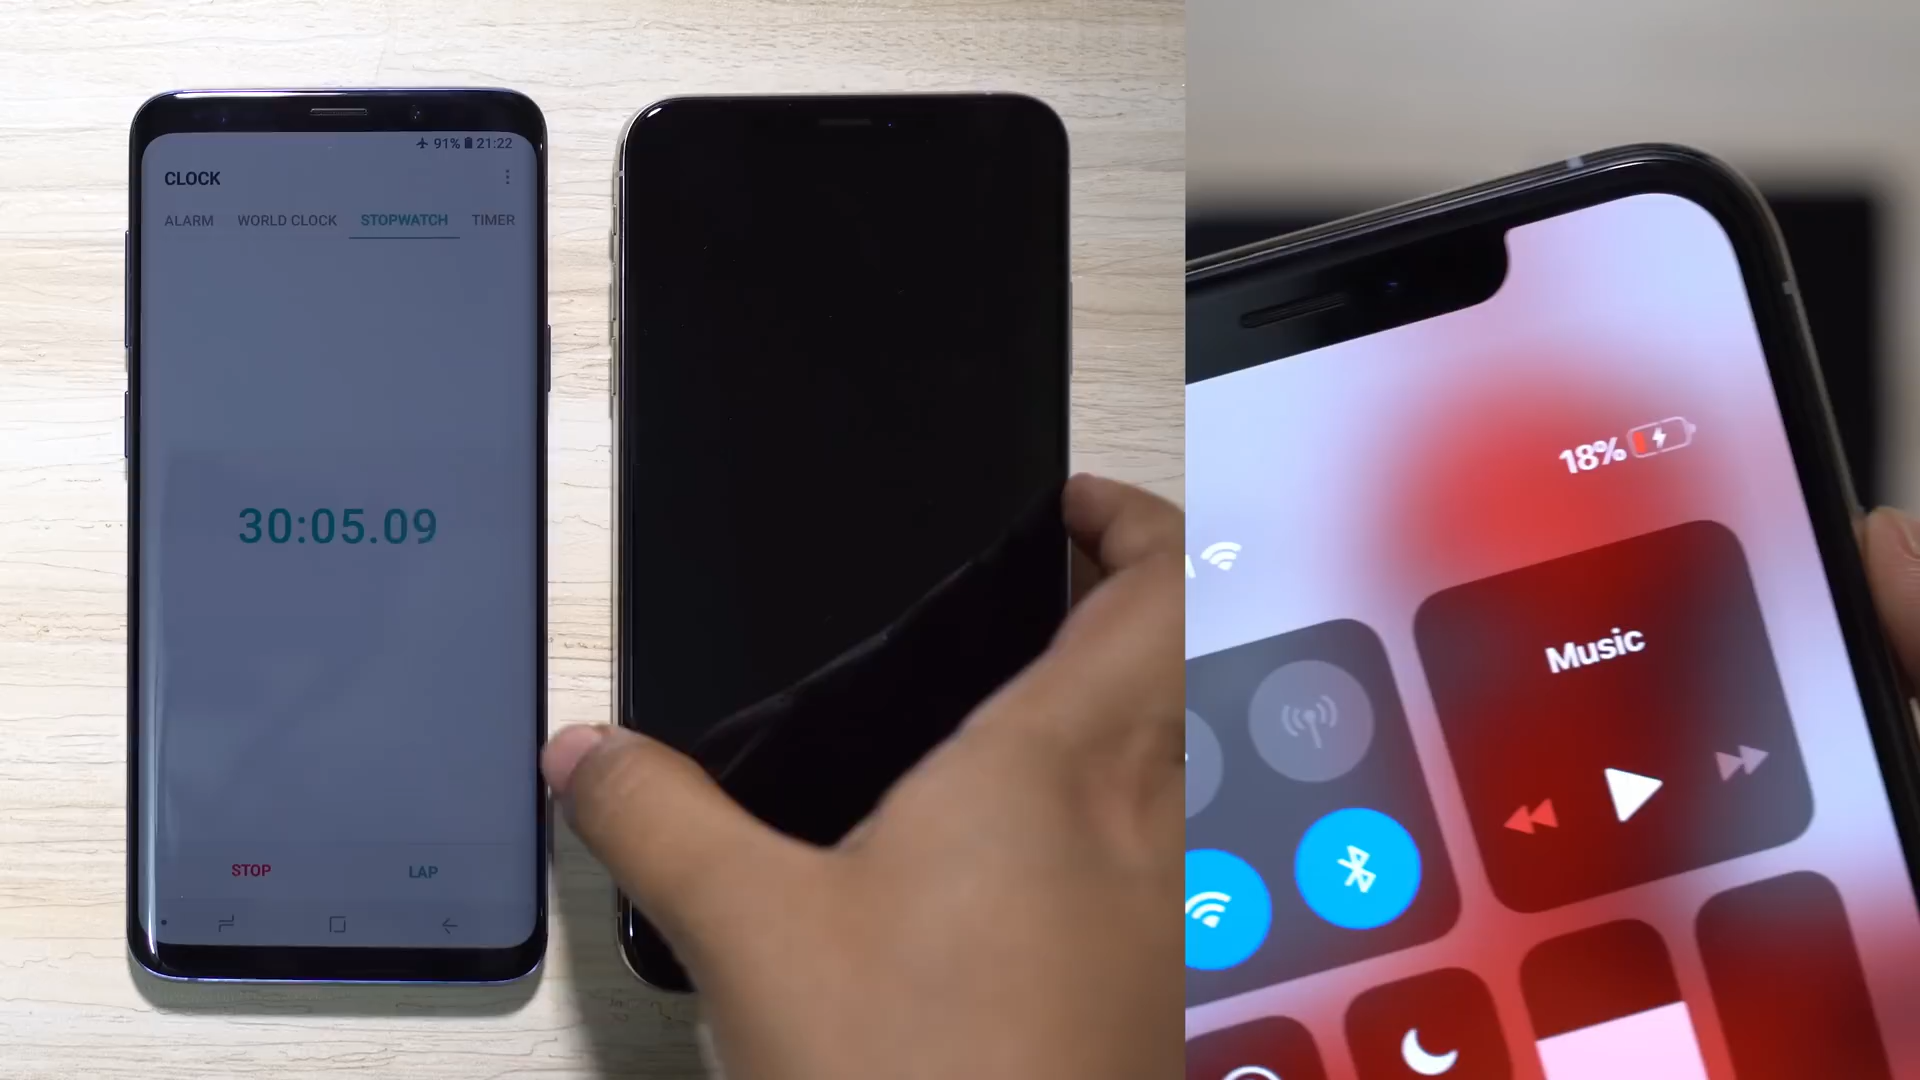 91% 21:22
CLOCK
ALARM WORLD CLOCK STOPWATCH TIMER
30:05.09
STOP LAP
18%
Music